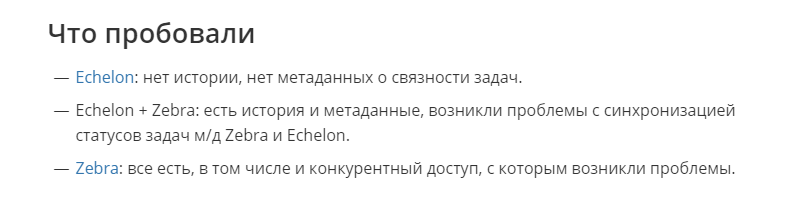 Что пробовали
— Echelon: нет истории, нет метаданных о связности задач.
— Echelon + Zebra: есть история и метаданные, возникли проблемы с синхронизацией
статусов задач м/д Zebra и Echelon.
— Zebra: все есть, в том числе и конкурентный доступ, с которым возникли проблемы.